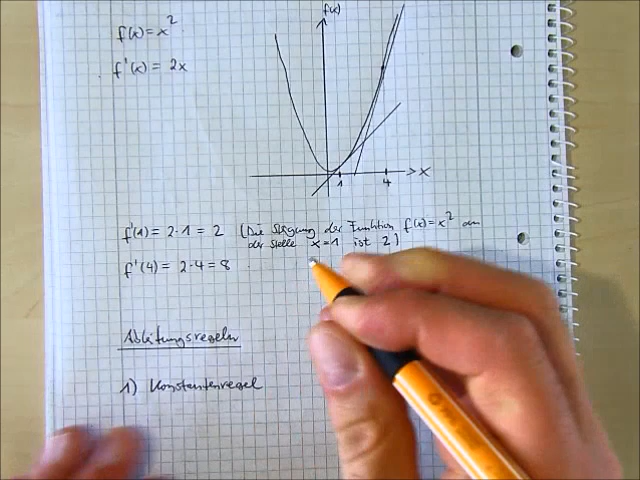 f(x) = x²
f'(x) = 2x
f(x)
x
1
4
f'(1) = 2·1 = 2 (Die Steigung der Funktion f(x) = x² an
der Stelle x=1 ist 2)
f'(4) = 2·4 = 8
Ableitungsregeln
1) Konstantenregel